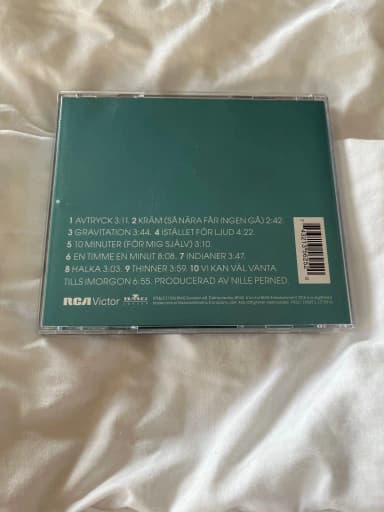 1 AVTRYCK 3:11. 2 KRÄM (SÅ NÄRA FÅR INGEN GÅ) 2:42.
3 GRAVITATION 3:44. 4 ISTÄLLET FÖR LJUD 4:22.
5 10 MINUTER (FÖR MIG SJÄLV) 3:10.
6 EN TIMME EN MINUT 8:08. 7 INDIANER 3:47.
8 HALKA 3:03. 9 THINNER 3:59. 10 VI KAN VÄL VÄNTA
TILLS IMORGON 6:55. PRODUCERAD AV NILLE PERNED.
RCA Victor